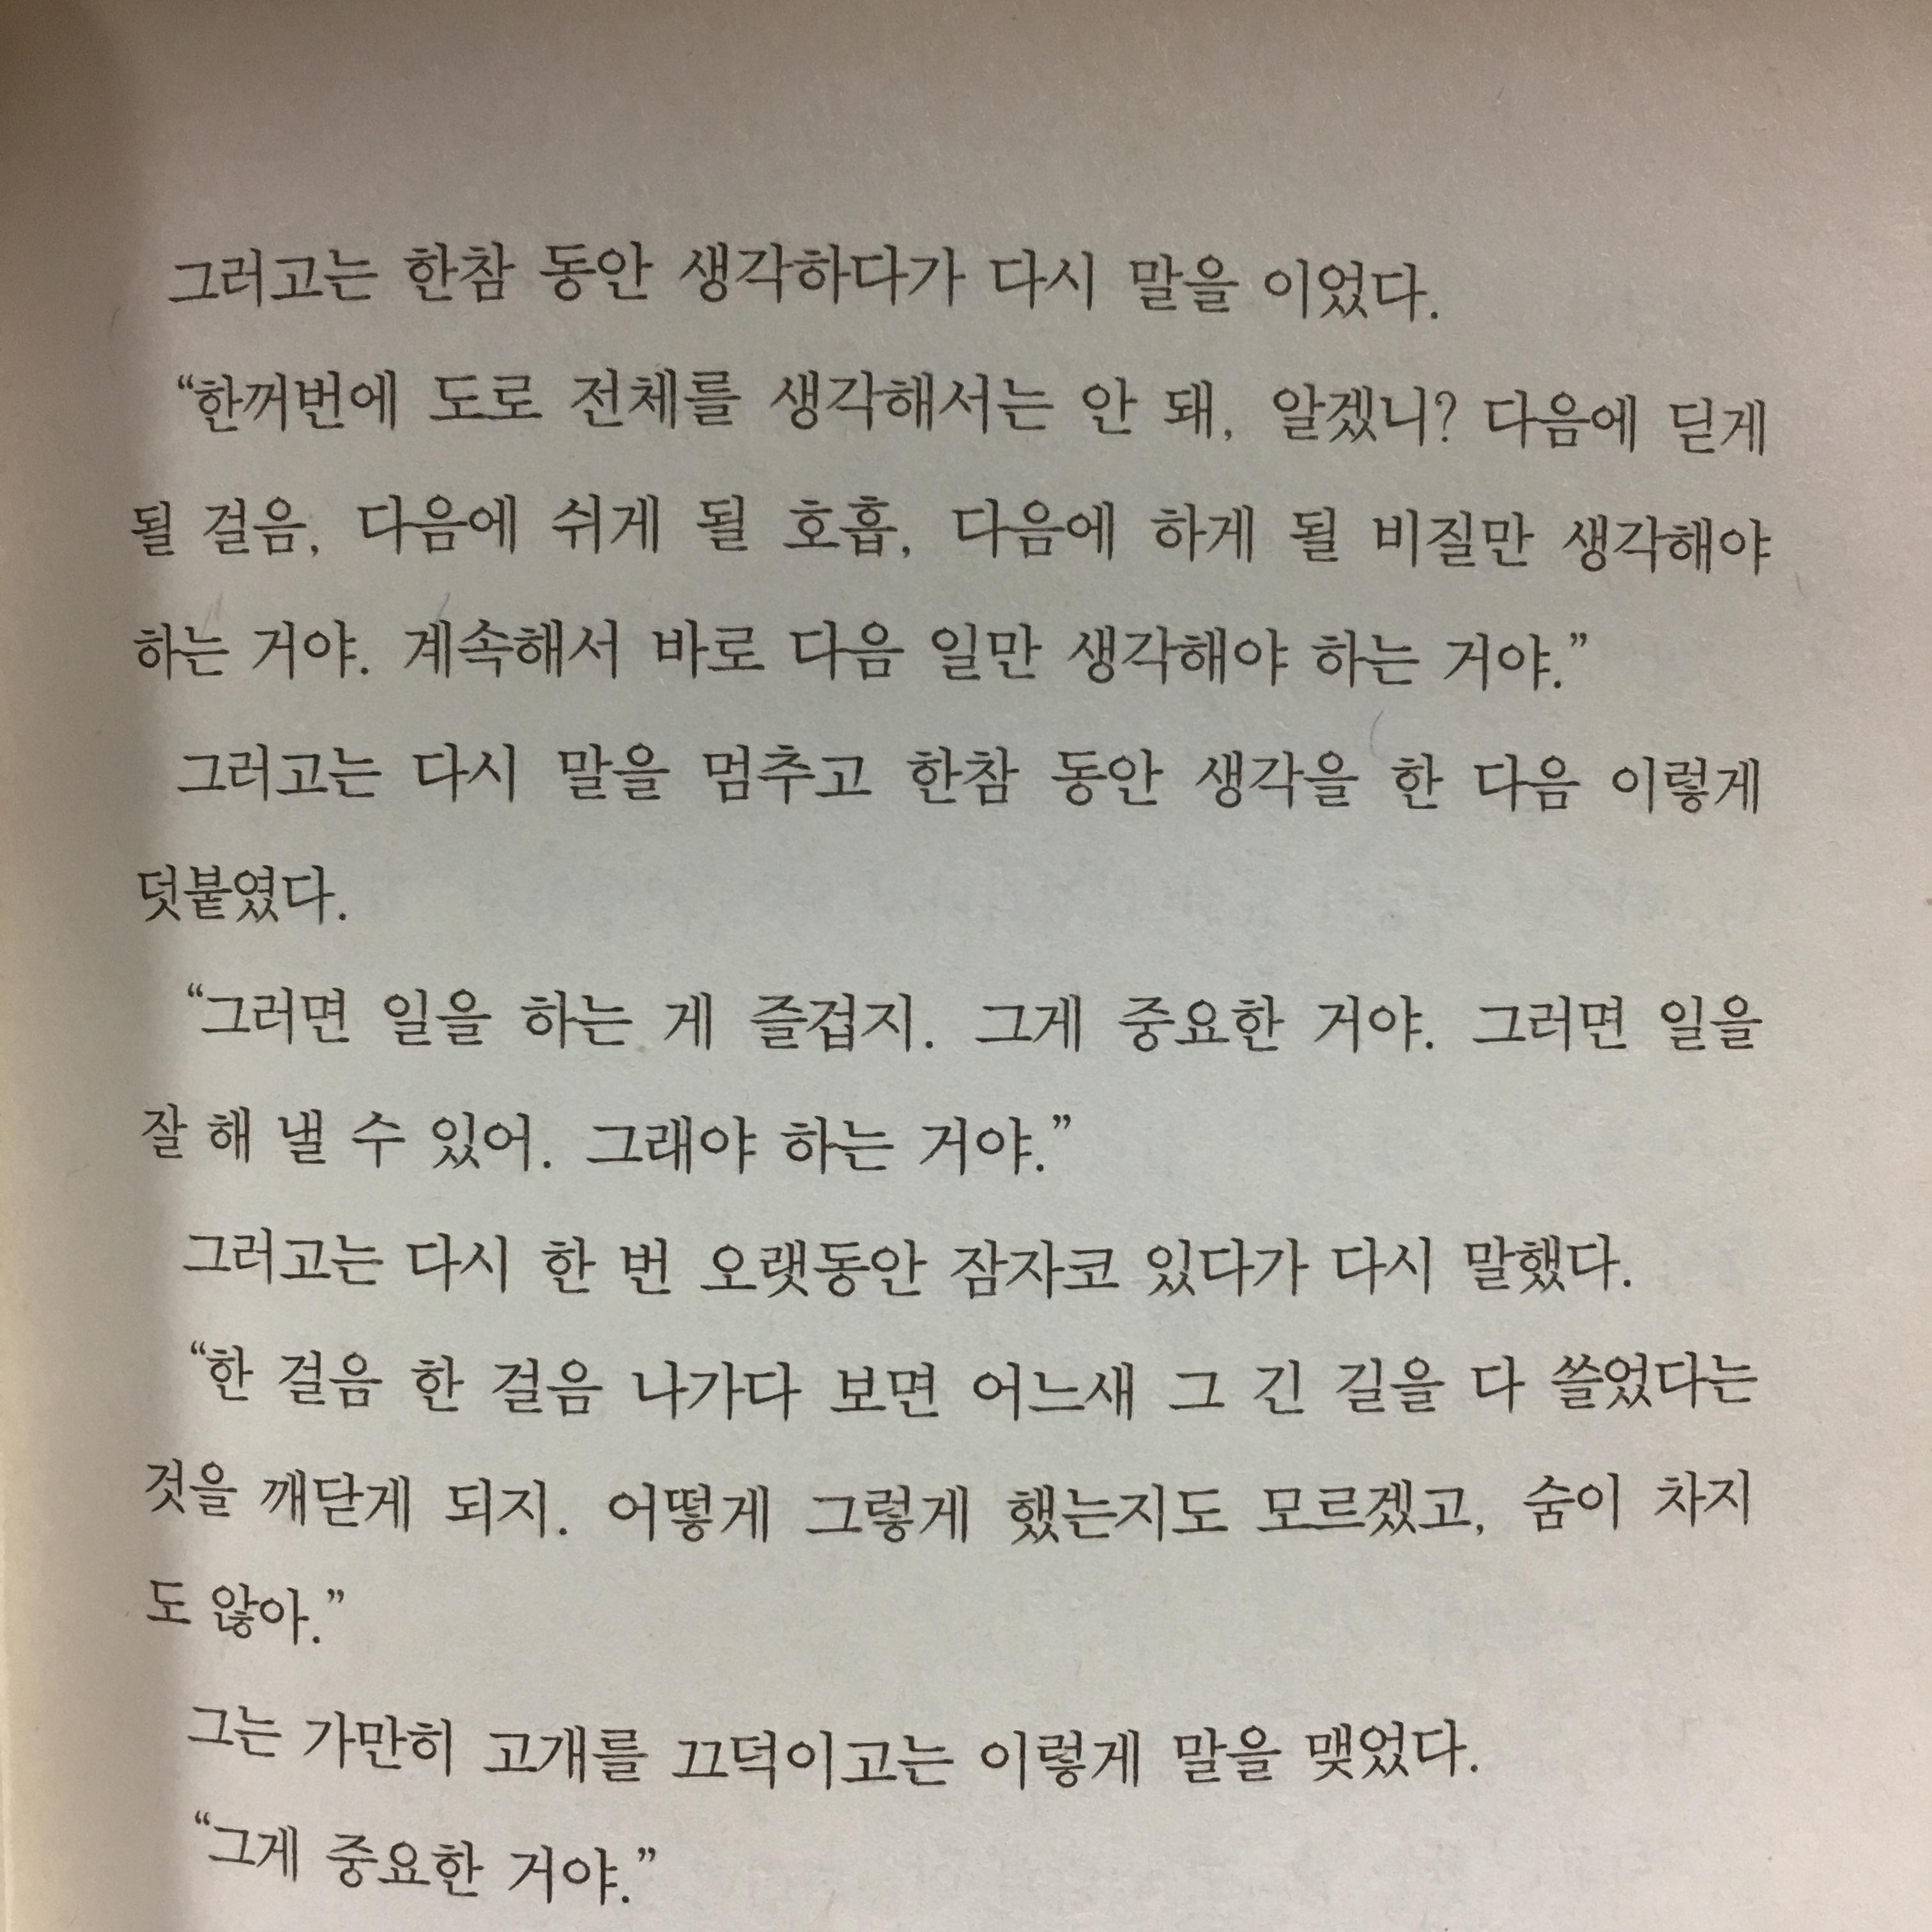 그러고는 한참 동안 생각하다가 다시 말을 이었다.
“한꺼번에 도로 전체를 생각해서는 안 돼, 알겠니? 다음에 딛게
될 걸음, 다음에 쉬게 될 호흡, 다음에 하게 될 비질만 생각해야
하는 거야. 계속해서 바로 다음 일만 생각해야 하는 거야.”
그러고는 다시 말을 멈추고 한참 동안 생각을 한 다음 이렇게
덧붙였다.
“그러면 일을 하는 게 즐겁지. 그게 중요한 거야. 그러면 일을
잘 해 낼 수 있어. 그래야 하는 거야.”
그러고는 다시 한 번 오랫동안 잠자코 있다가 다시 말했다.
“한 걸음 한 걸음 나가다 보면 어느새 그 긴 길을 다 쓸었다는
것을 깨닫게 되지. 어떻게 그렇게 했는지도 모르겠고, 숨이 차지
도 않아.”
그는 가만히 고개를 끄덕이고는 이렇게 말을 맺었다.
“그게 중요한 거야.”